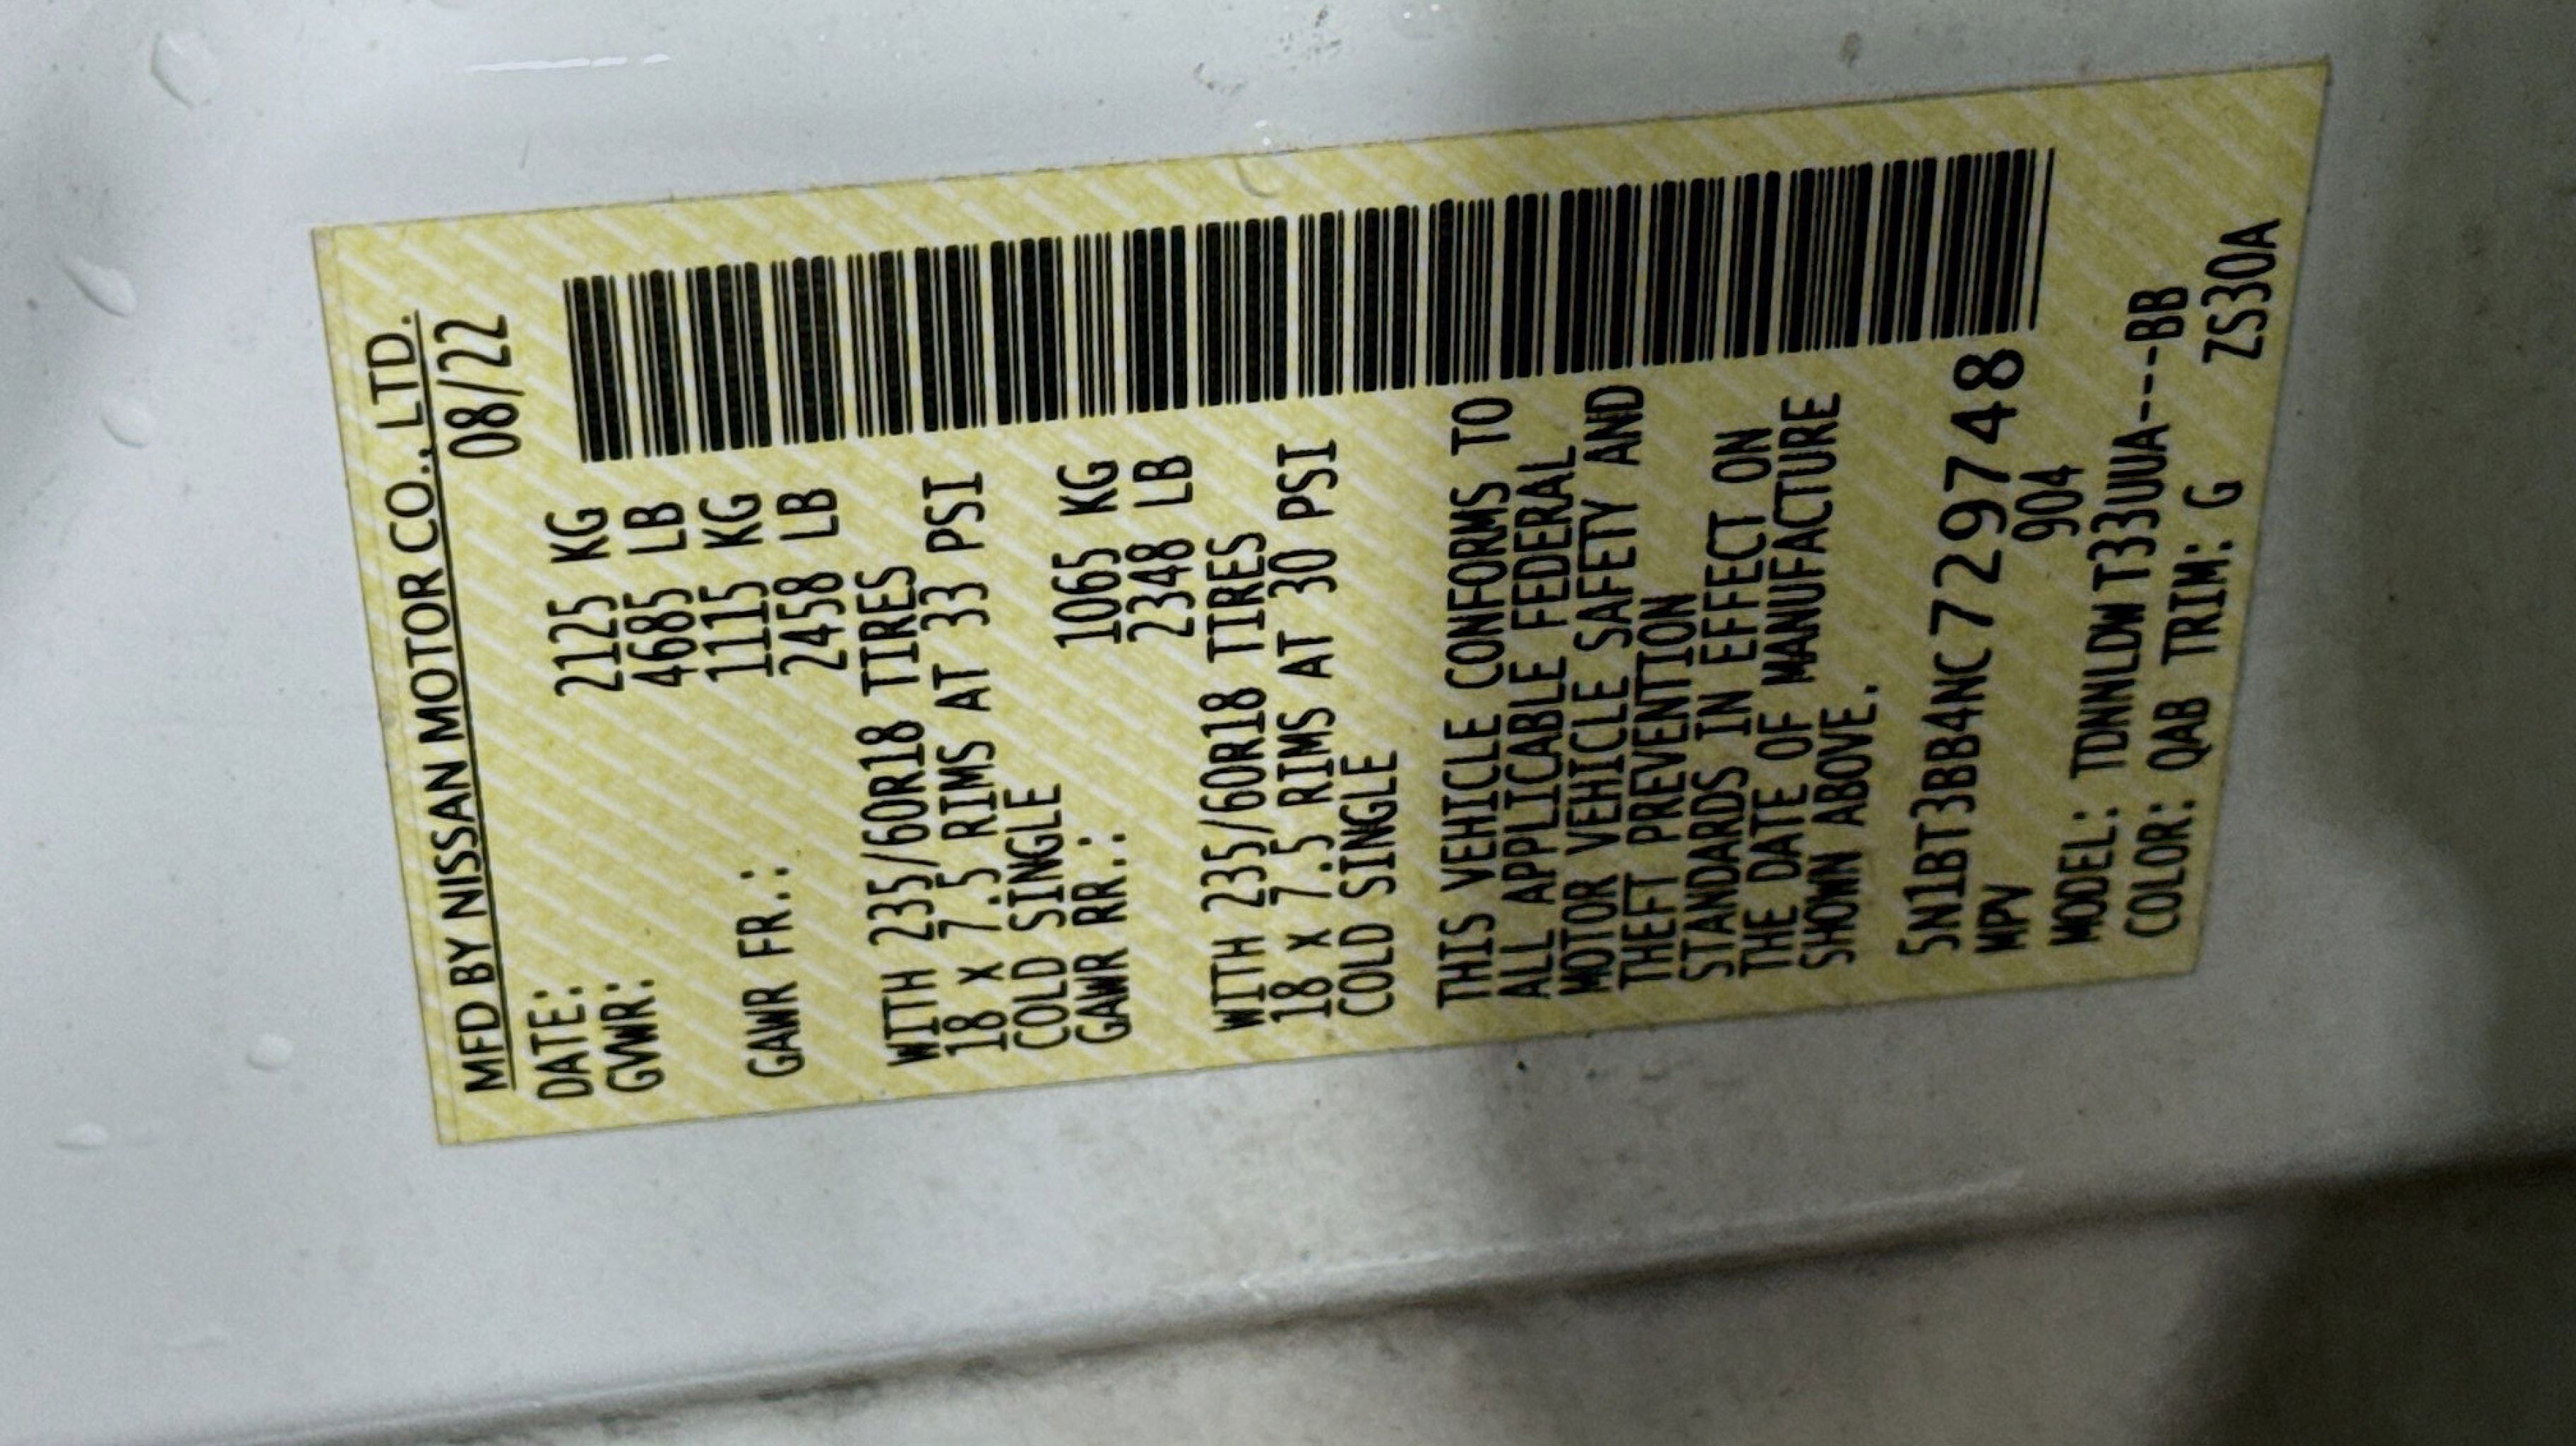 MFD BY NISSAN MOTOR CO., LTD.
DATE: 08/22
GVWR: 2125 KG
4685 LB
GAWR FR.: 1115 KG
2458 LB
WITH 235/60R18 TIRES
18 x 7.5 RIMS AT 33 PSI
COLD SINGLE
GAWR RR.: 1065 KG
2348 LB
WITH 235/60R18 TIRES
18 x 7.5 RIMS AT 30 PSI
COLD SINGLE
THIS VEHICLE CONFORMS TO
ALL APPLICABLE FEDERAL
MOTOR VEHICLE SAFETY AND
THEFT PREVENTION
STANDARDS IN EFFECT ON
THE DATE OF MANUFACTURE
SHOWN ABOVE.
5N1BT3BB4NC729748
MPV 904
MODEL: TDNNLDW T33UUA---BB
COLOR: QAB TRIM: G ZS30A